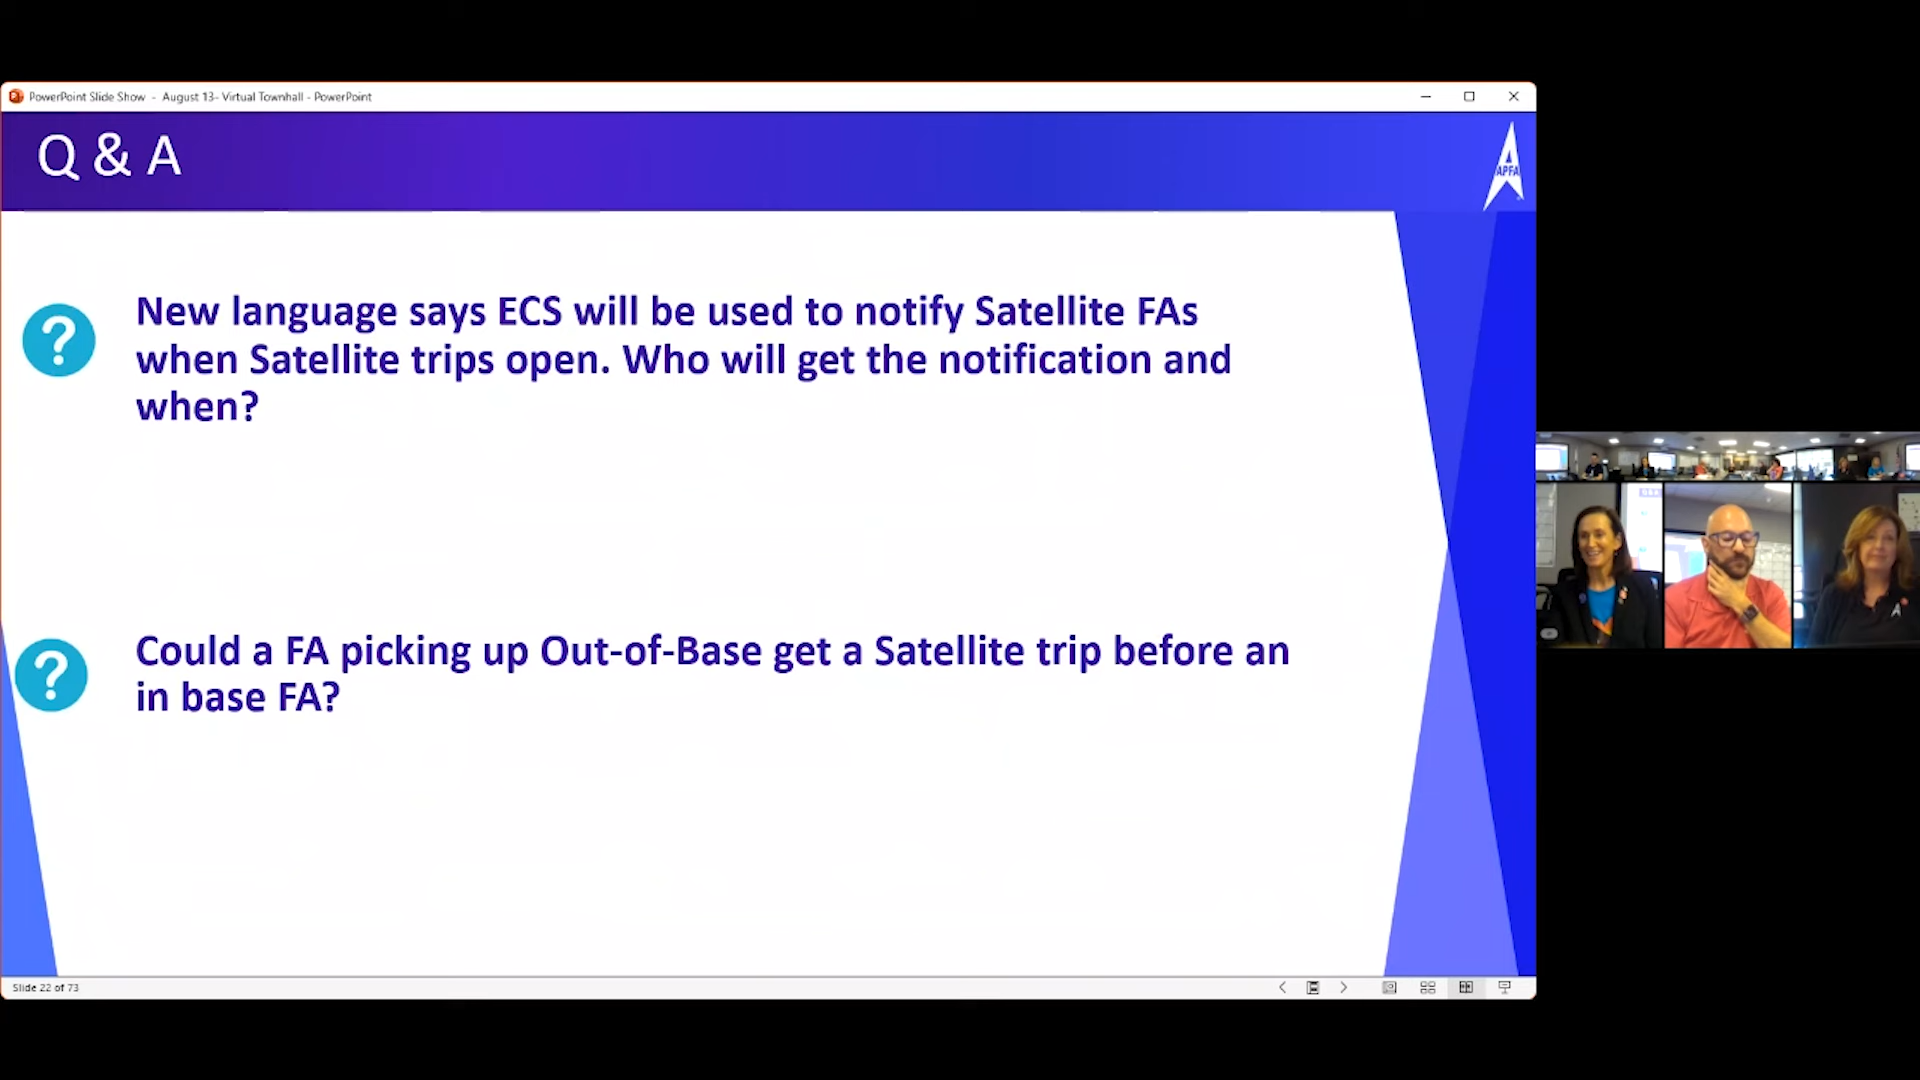 PowerPoint Slide Show - August 13- Virtual Townhall - PowerPoint
Q & A
APFA
New language says ECS will be used to notify Satellite FAs
when Satellite trips open. Who will get the notification and
when?
Could a FA picking up Out-of-Base get a Satellite trip before an
in base FA?
Slide 22 of 73